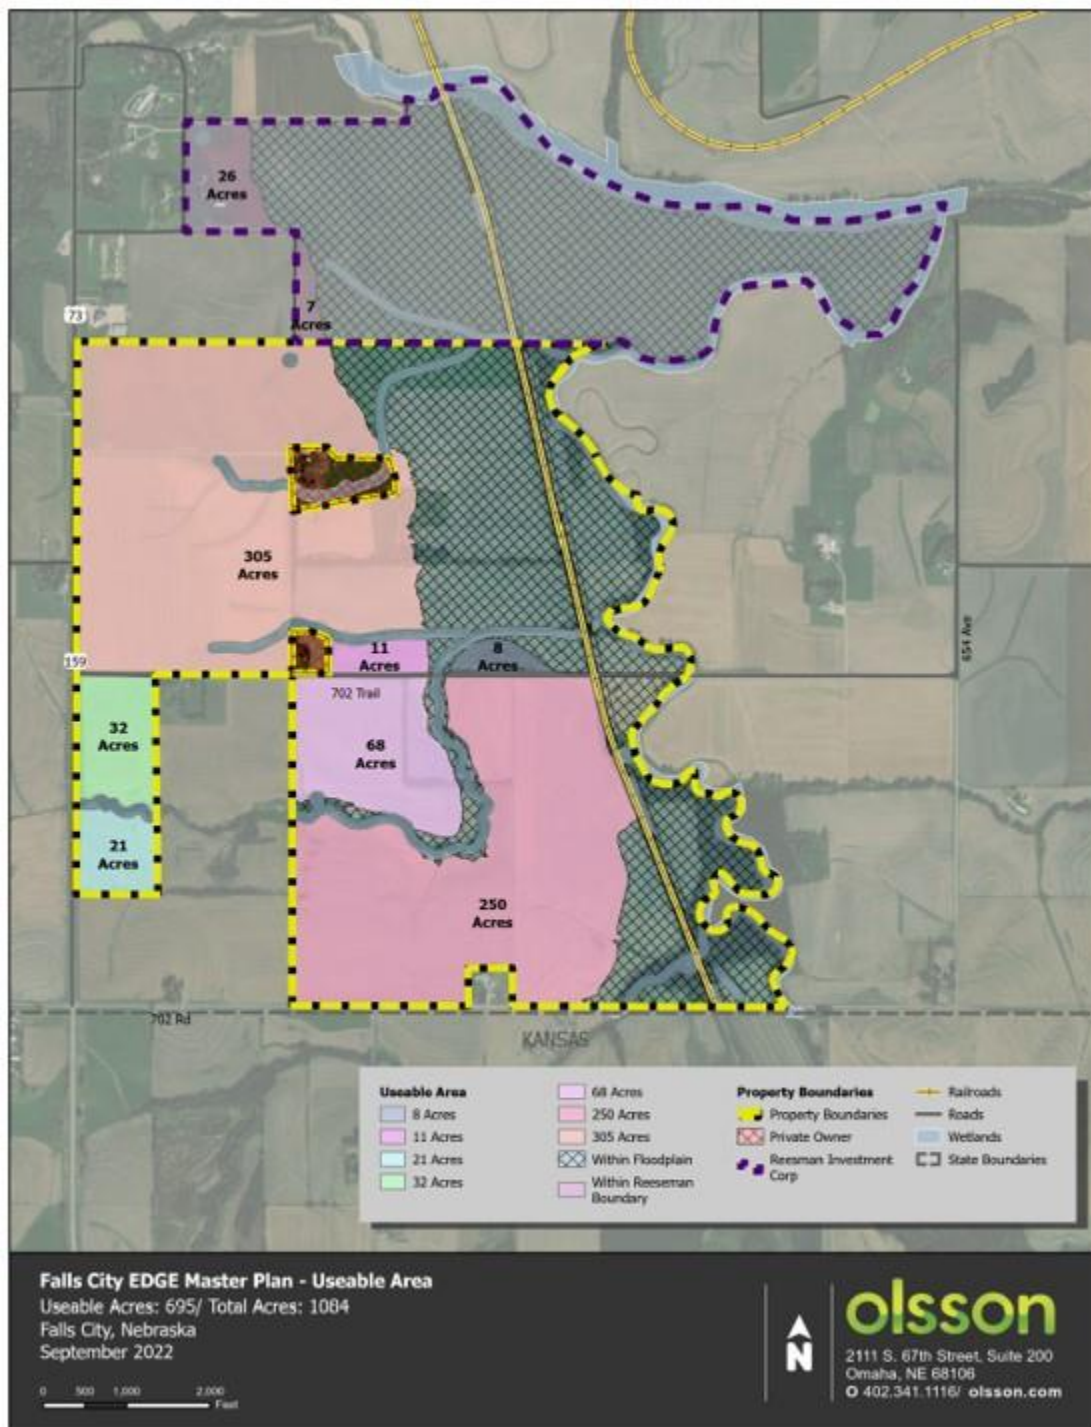 26
Acres
7
Acres
73
305
Acres
11
Acres
8
Acres
159
654 Ave
702 Trail
32
Acres
68
Acres
21
Acres
250
Acres
702 Rd
KANSAS
Useable Area
8 Acres
11 Acres
21 Acres
32 Acres
68 Acres
250 Acres
305 Acres
Within Floodplain
Within Reeseman
Boundary
Property Boundaries
Property Boundaries
Private Owner
Reesman Investment
Corp
Railroads
Roads
Wetlands
State Boundaries
Falls City EDGE Master Plan - Useable Area
Useable Acres: 695/ Total Acres: 1084
Falls City, Nebraska
September 2022
0 500 1,000 2,000
Feet
N
olsson
2111 S. 67th Street, Suite 200
Omaha, NE 68106
O 402.341.1116/ olsson.com